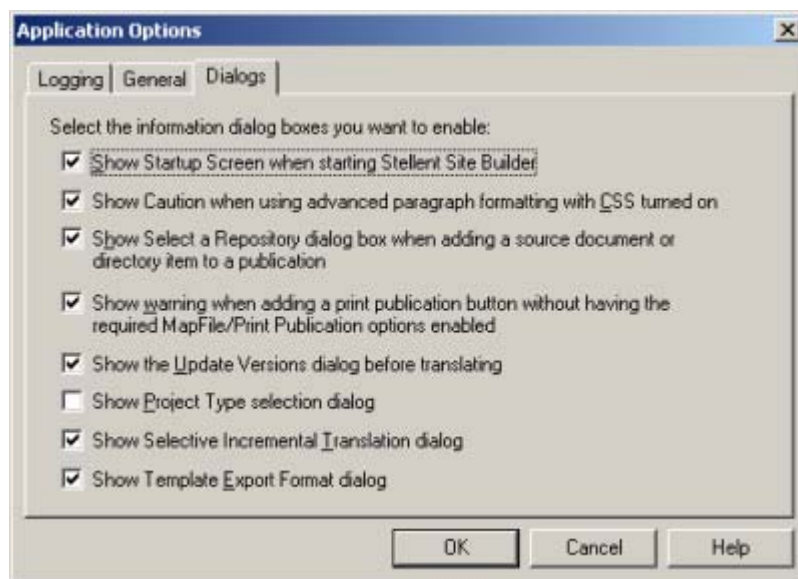 Application Options
Logging General Dialogs
Select the information dialog boxes you want to enable:
Show Startup Screen when starting Stellent Site Builder
Show Caution when using advanced paragraph formatting with CSS turned on
Show Select a Repository dialog box when adding a source document or
directory item to a publication
Show warning when adding a print publication button without having the
required MapFile/Print Publication options enabled
Show the Update Versions dialog before translating
Show Project Type selection dialog
Show Selective Incremental Translation dialog
Show Template Export Format dialog
OK Cancel Help